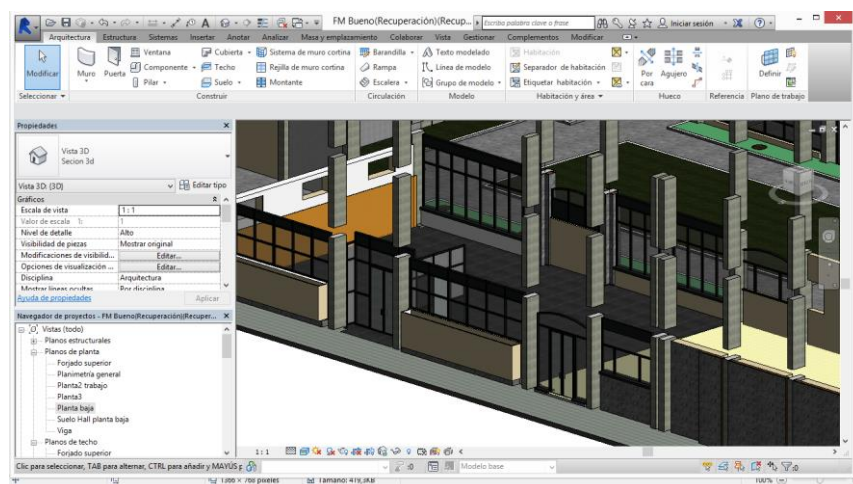 FM Bueno(Recuperación)(Recup... Escriba palabra clave o frase Iniciar sesión
Arquitectura Estructura Sistemas Insertar Anotar Analizar Masa y emplazamiento Colaborar Vista Gestionar Complementos Modificar
Modificar
Muro
Puerta
Ventana
Componente
Pilar
Cubierta
Techo
Suelo
Sistema de muro cortina
Rejilla de muro cortina
Montante
Barandilla
Rampa
Escalera
Texto modelado
Línea de modelo
Grupo de modelo
Habitación
Separador de habitación
Etiquetar habitación
Por cara
Agujero
Definir
Seleccionar Construir Circulación Modelo Habitación y área Hueco Referencia Plano de trabajo
Propiedades
Vista 3D
Secion 3d
Vista 3D: (3D) Editar tipo
Gráficos
Escala de vista 1 : 1
Valor de escala 1: 1
Nivel de detalle Alto
Visibilidad de piezas Mostrar original
Modificaciones de visibilid... Editar...
Opciones de visualización ... Editar...
Disciplina Arquitectura
Mostrar líneas ocultas Por disciplina
Ayuda de propiedades Aplicar
Navegador de proyectos - FM Bueno(Recuperación)(Recuper...
Vistas (todo)
Planos estructurales
Planos de planta
Forjado superior
Planimetría general
Planta2 trabajo
Planta3
Planta baja
Suelo Hall planta baja
Viga
Planos de techo
Forjado superior
1 : 1
Clic para seleccionar, TAB para alternar, CTRL para añadir y MAYÚS p :0 Modelo base :0
1366 × 768 píxeles Tamaño: 419,3KB 100%